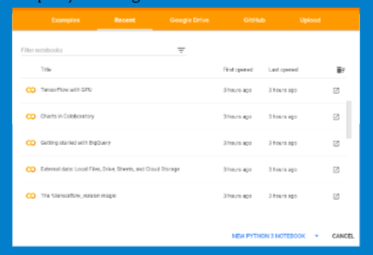 Examples Recent Google Drive GitHub Upload
Filter notebooks
Title First opened Last opened
Tensorflow with GPU 3 hours ago 3 hours ago
Charts in Colaboratory 3 hours ago 3 hours ago
Getting started with BigQuery 3 hours ago 3 hours ago
External data: Local Files, Drive, Sheets, and Cloud Storage 3 hours ago 3 hours ago
3 hours ago 3 hours ago
NEW PYTHON 3 NOTEBOOK CANCEL